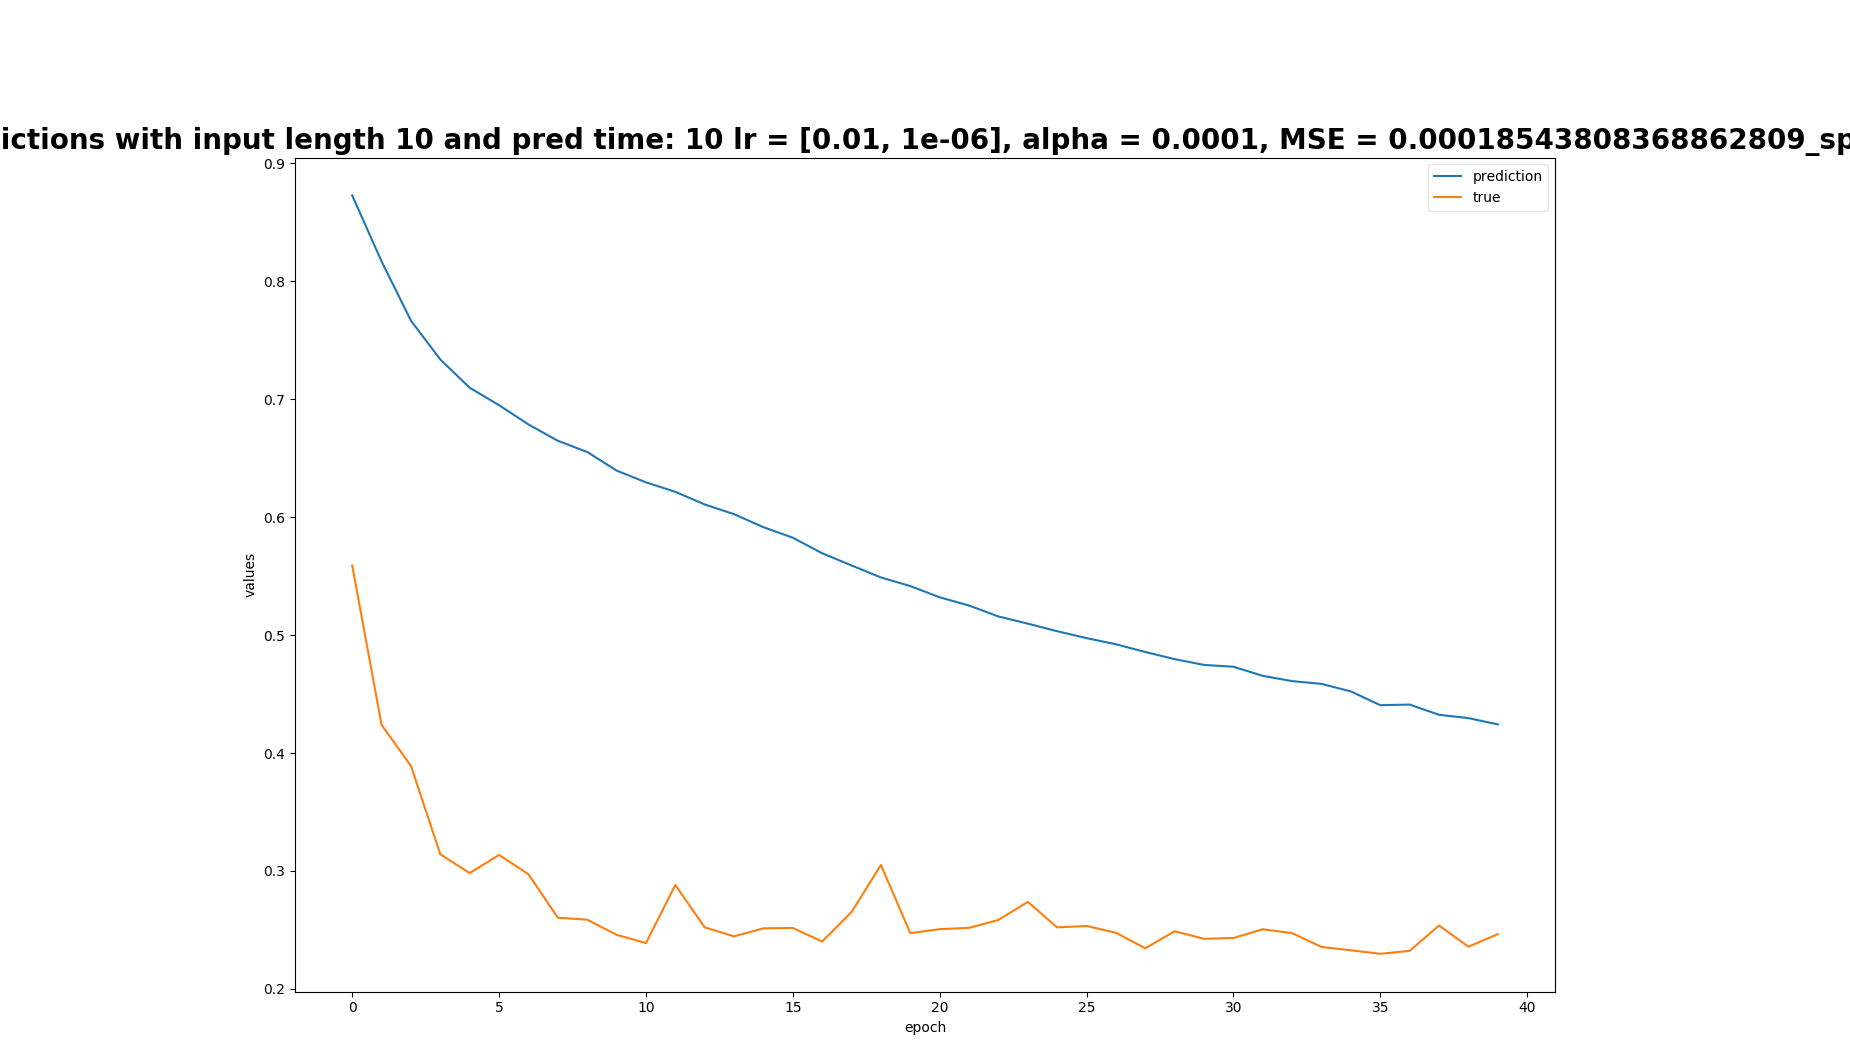 ictions with input length 10 and pred time: 10 lr = [0.01, 1e-06], alpha = 0.0001, MSE = 0.00018543808368862809_sp
prediction
true
0.9
0.8
0.7
0.6
0.5
0.4
0.3
0.2
values
0 5 10 15 20 25 30 35 40
epoch